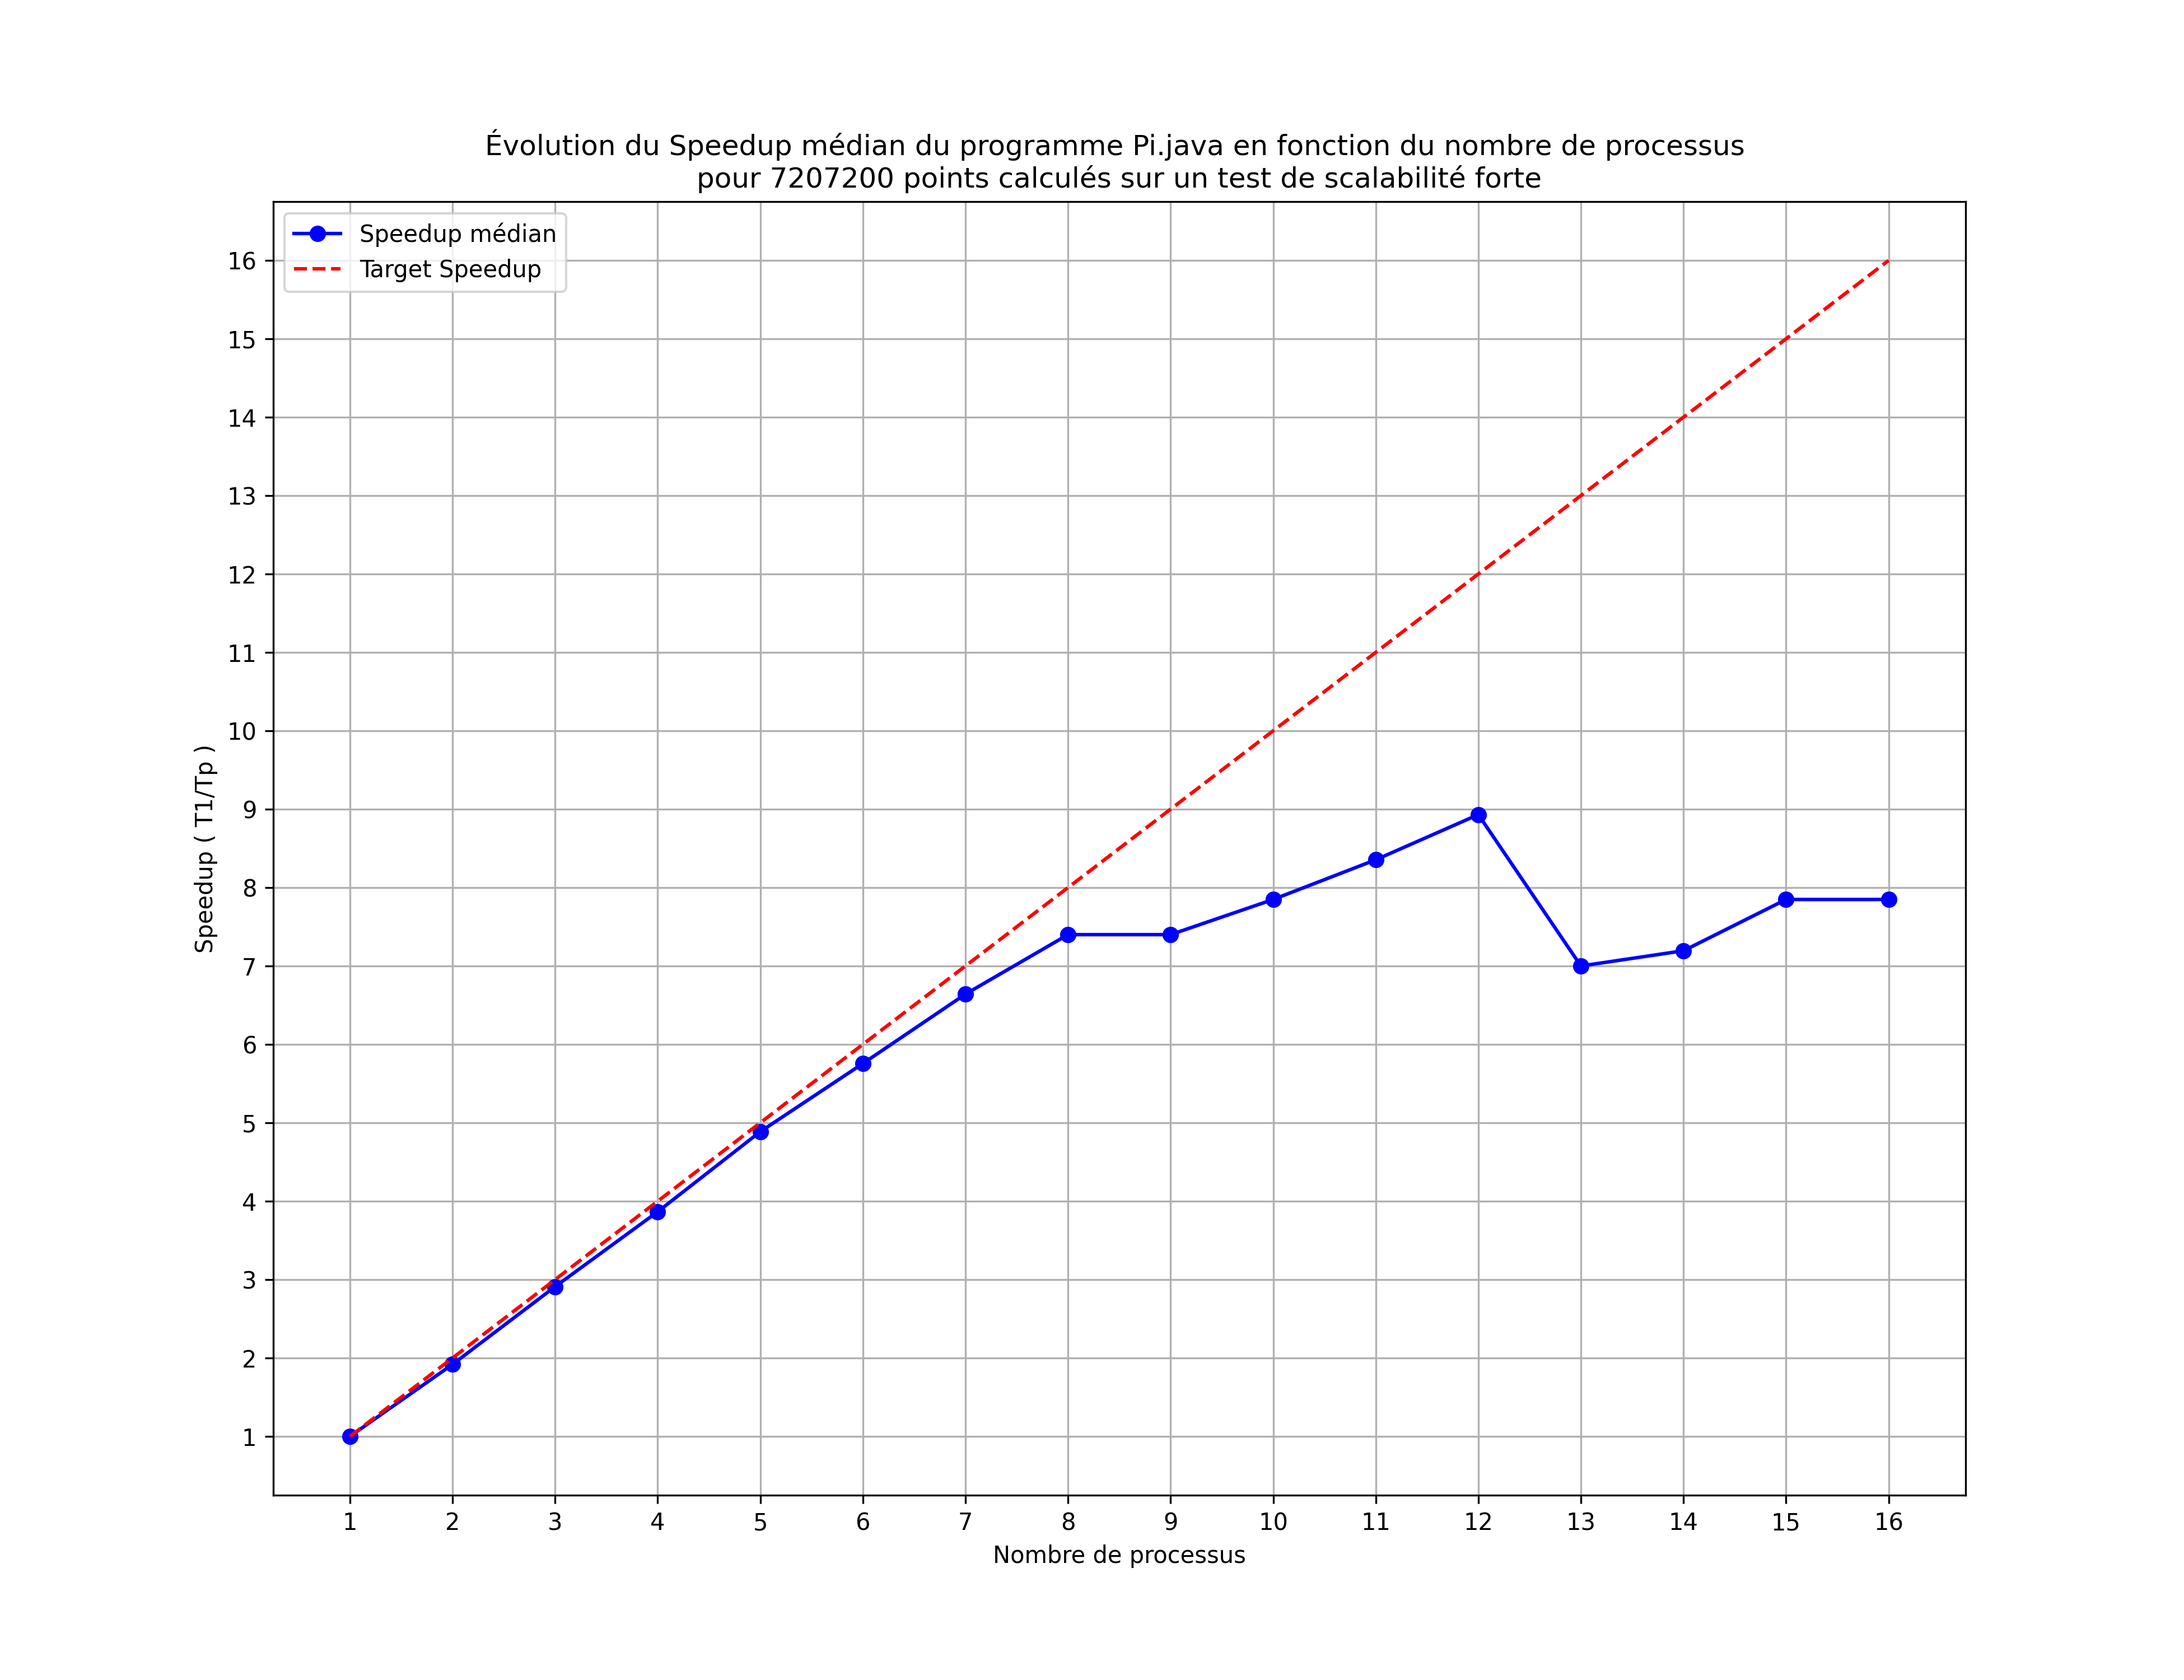 Évolution du Speedup médian du programme Pi.java en fonction du nombre de processus
pour 7207200 points calculés sur un test de scalabilité forte
Speedup médian
Target Speedup
16
15
14
13
12
11
10
9
8
7
6
5
4
3
2
1
Speedup ( T1/Tp )
1 2 3 4 5 6 7 8 9 10 11 12 13 14 15 16
Nombre de processus